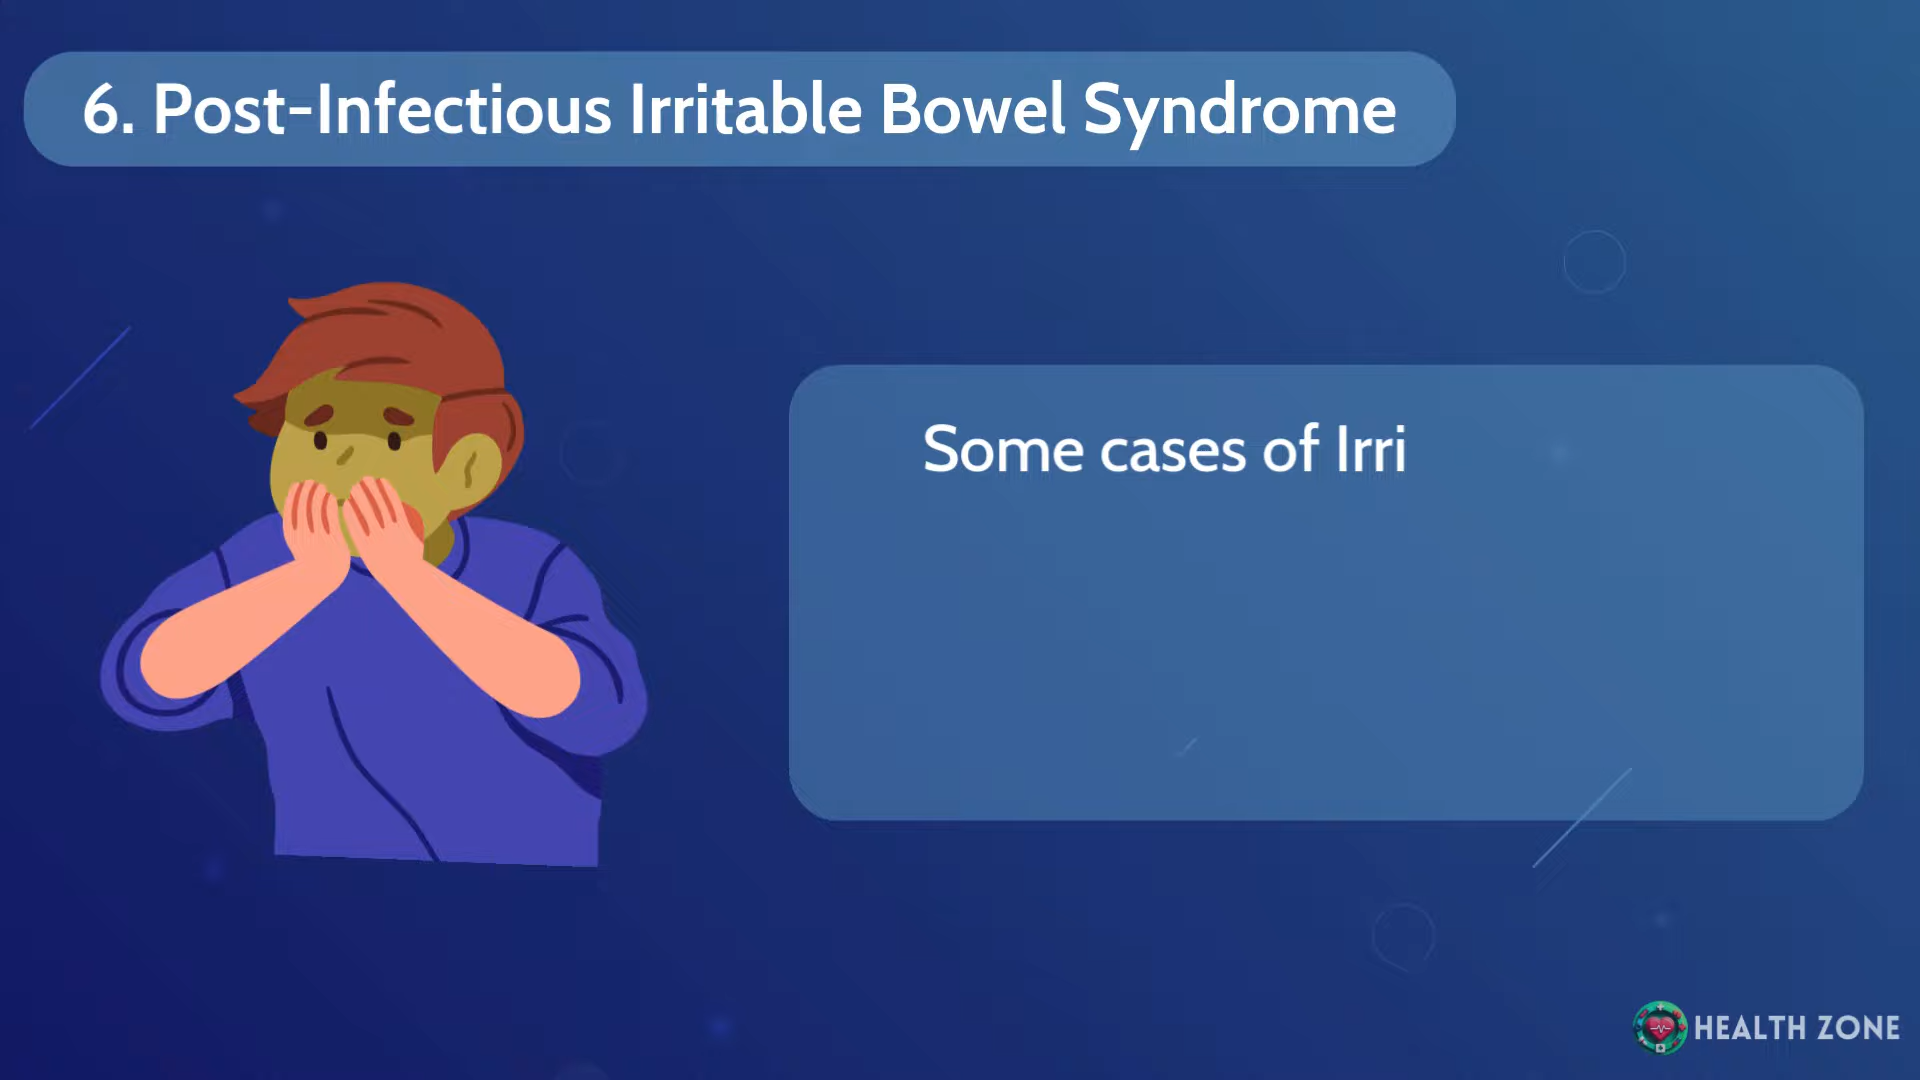 6. Post-Infectious Irritable Bowel Syndrome
Some cases of Irri
HEALTH ZONE